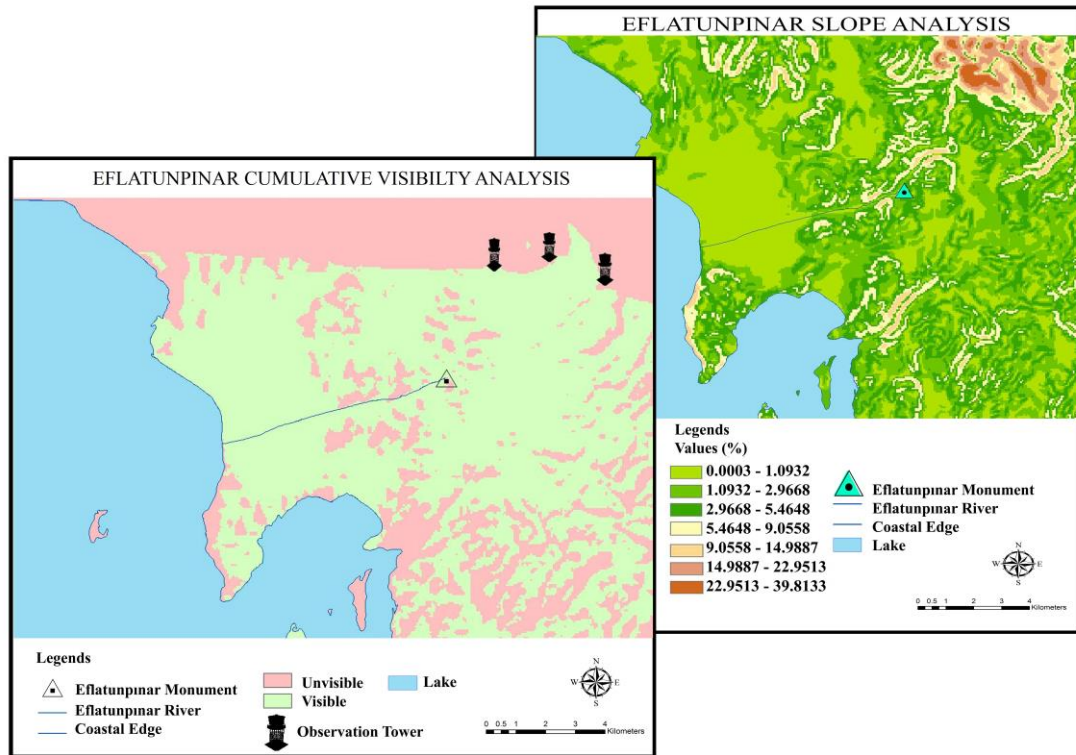 EFLATUNPINAR SLOPE ANALYSIS
Legends
Values (%)
0.0003 - 1.0932
1.0932 - 2.9668
2.9668 - 5.4648
5.4648 - 9.0558
9.0558 - 14.9887
14.9887 - 22.9513
22.9513 - 39.8133
Eflatunpınar Monument
Eflatunpınar River
Coastal Edge
Lake
N
W E
S
0 0.5 1 2 3 4
Kilometers
EFLATUNPINAR CUMULATIVE VISIBILTY ANALYSIS
Legends
Eflatunpınar Monument
Eflatunpınar River
Coastal Edge
Unvisible
Visible
Observation Tower
Lake
N
W E
S
0 0.5 1 2 3 4
Kilometers